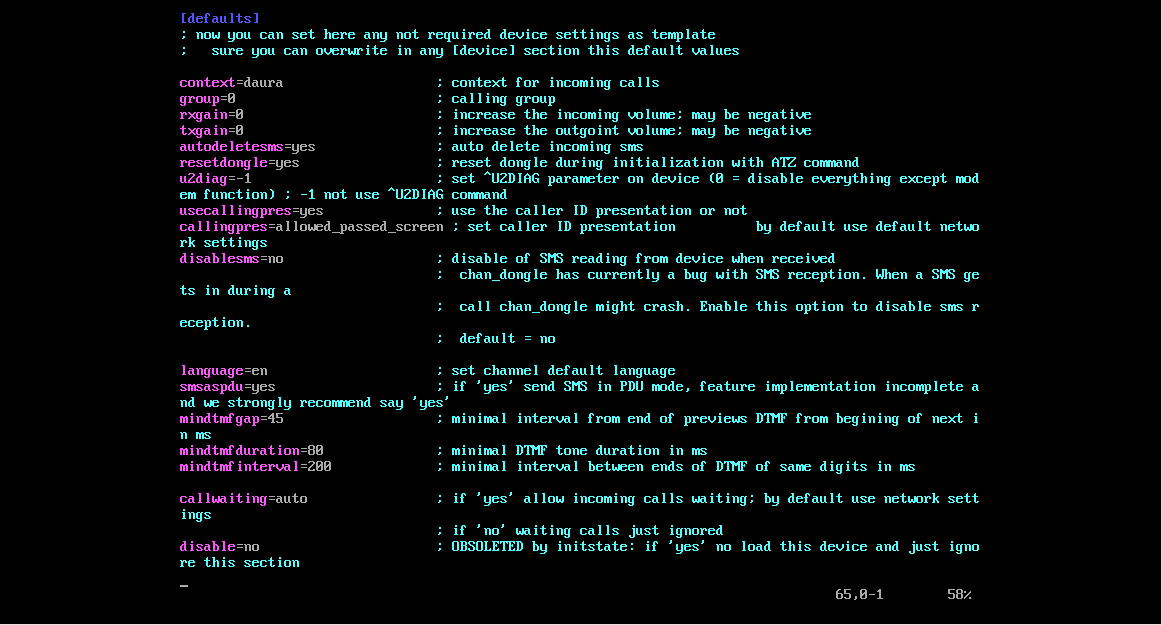 [defaults]
; now you can set here any not required device settings as template
;   sure you can overwrite in any [device] section this default values
context=daura                   ; context for incoming calls
group=0                         ; calling group
rxgain=0                        ; increase the incoming volume; may be negative
txgain=0                        ; increase the outgoint volume; may be negative
autodeletesms=yes               ; auto delete incoming sms
resetdongle=yes                 ; reset dongle during initialization with ATZ command
u2diag=-1                       ; set ^U2DIAG parameter on device (0 = disable everything except mod
em function) ; -1 not use ^U2DIAG command
usecallingpres=yes              ; use the caller ID presentation or not
callingpres=allowed_passed_screen ; set caller ID presentation          by default use default netwo
rk settings
disablesms=no                   ; disable of SMS reading from device when received
                                ;  chan_dongle has currently a bug with SMS reception. When a SMS ge
ts in during a
                                ;  call chan_dongle might crash. Enable this option to disable sms r
eception.
                                ;  default = no
language=en                     ; set channel default language
smsaspdu=yes                    ; if 'yes' send SMS in PDU mode, feature implementation incomplete a
nd we strongly recommend say 'yes'
mindtmfgap=45                   ; minimal interval from end of previews DTMF from begining of next i
n ms
mindtmfduration=80              ; minimal DTMF tone duration in ms
mindtmfinterval=200             ; minimal interval between ends of DTMF of same digits in ms
callwaiting=auto                ; if 'yes' allow incoming calls waiting; by default use network sett
ings
                                ; if 'no' waiting calls just ignored
disable=no                      ; OBSOLETED by initstate: if 'yes' no load this device and just igno
re this section
65,0-1        58%